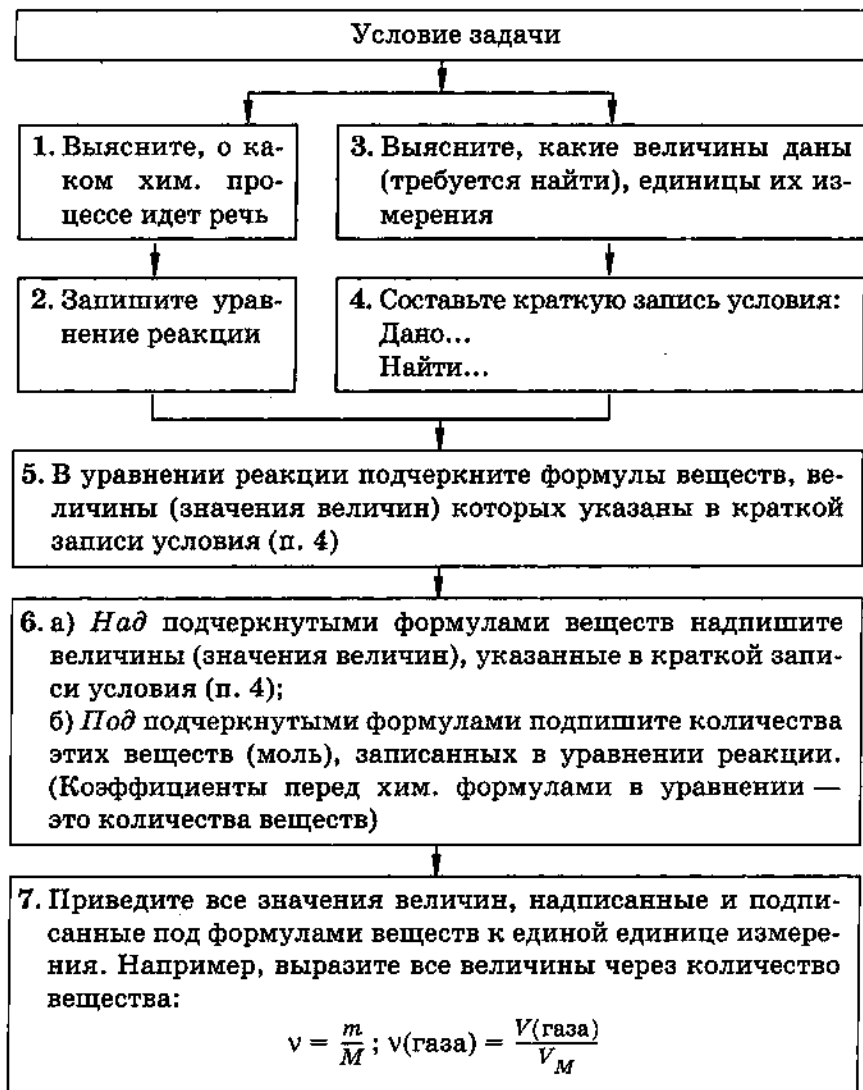 Условие задачи
1. Выясните, о ка-
ком хим. про-
цессе идет речь
3. Выясните, какие величины даны
(требуется найти), единицы их из-
мерения
2. Запишите урав-
нение реакции
4. Составьте краткую запись условия:
Дано...
Найти...
5. В уравнении реакции подчеркните формулы веществ, ве-
личины (значения величин) которых указаны в краткой
записи условия (п. 4)
6. а) Над подчеркнутыми формулами веществ надпишите
величины (значения величин), указанные в краткой запи-
си условия (п. 4);
б) Под подчеркнутыми формулами подпишите количества
этих веществ (моль), записанных в уравнении реакции.
(Коэффициенты перед хим. формулами в уравнении —
это количества веществ)
7. Приведите все значения величин, надписанные и подпи-
санные под формулами веществ к единой единице измере-
ния. Например, выразите все величины через количество
вещества:
ν = m/M; ν(газа) = V(газа)/V_M